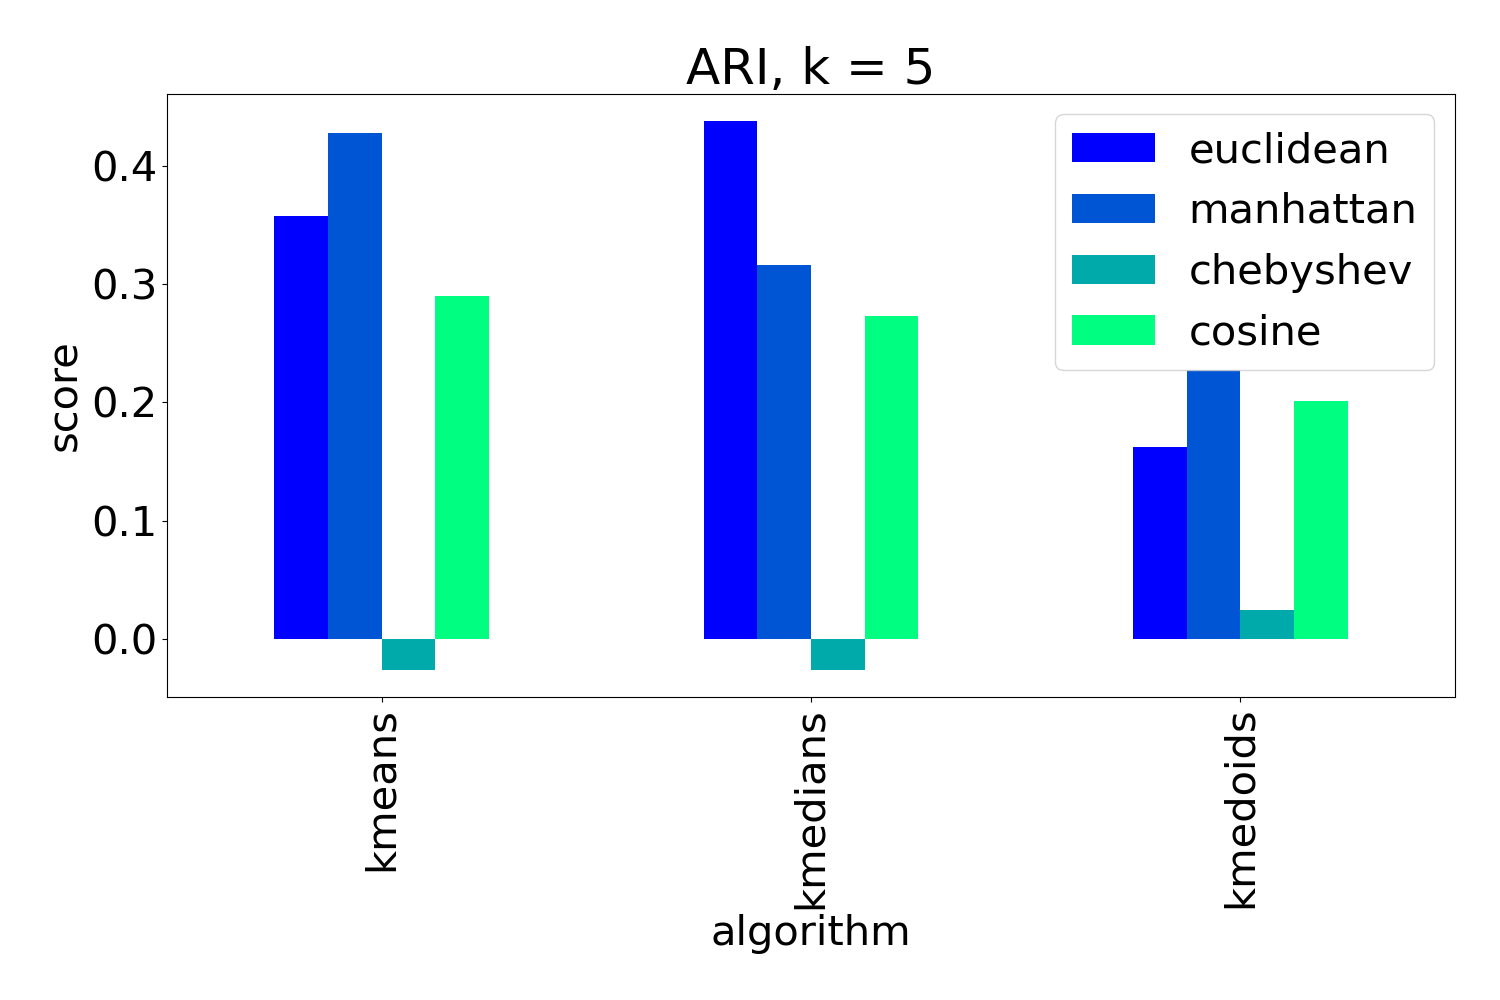 ARI, k = 5
euclidean
manhattan
chebyshev
cosine
0.4
0.3
0.2
0.1
0.0
score
kmeans
kmedians
kmedoids
algorithm